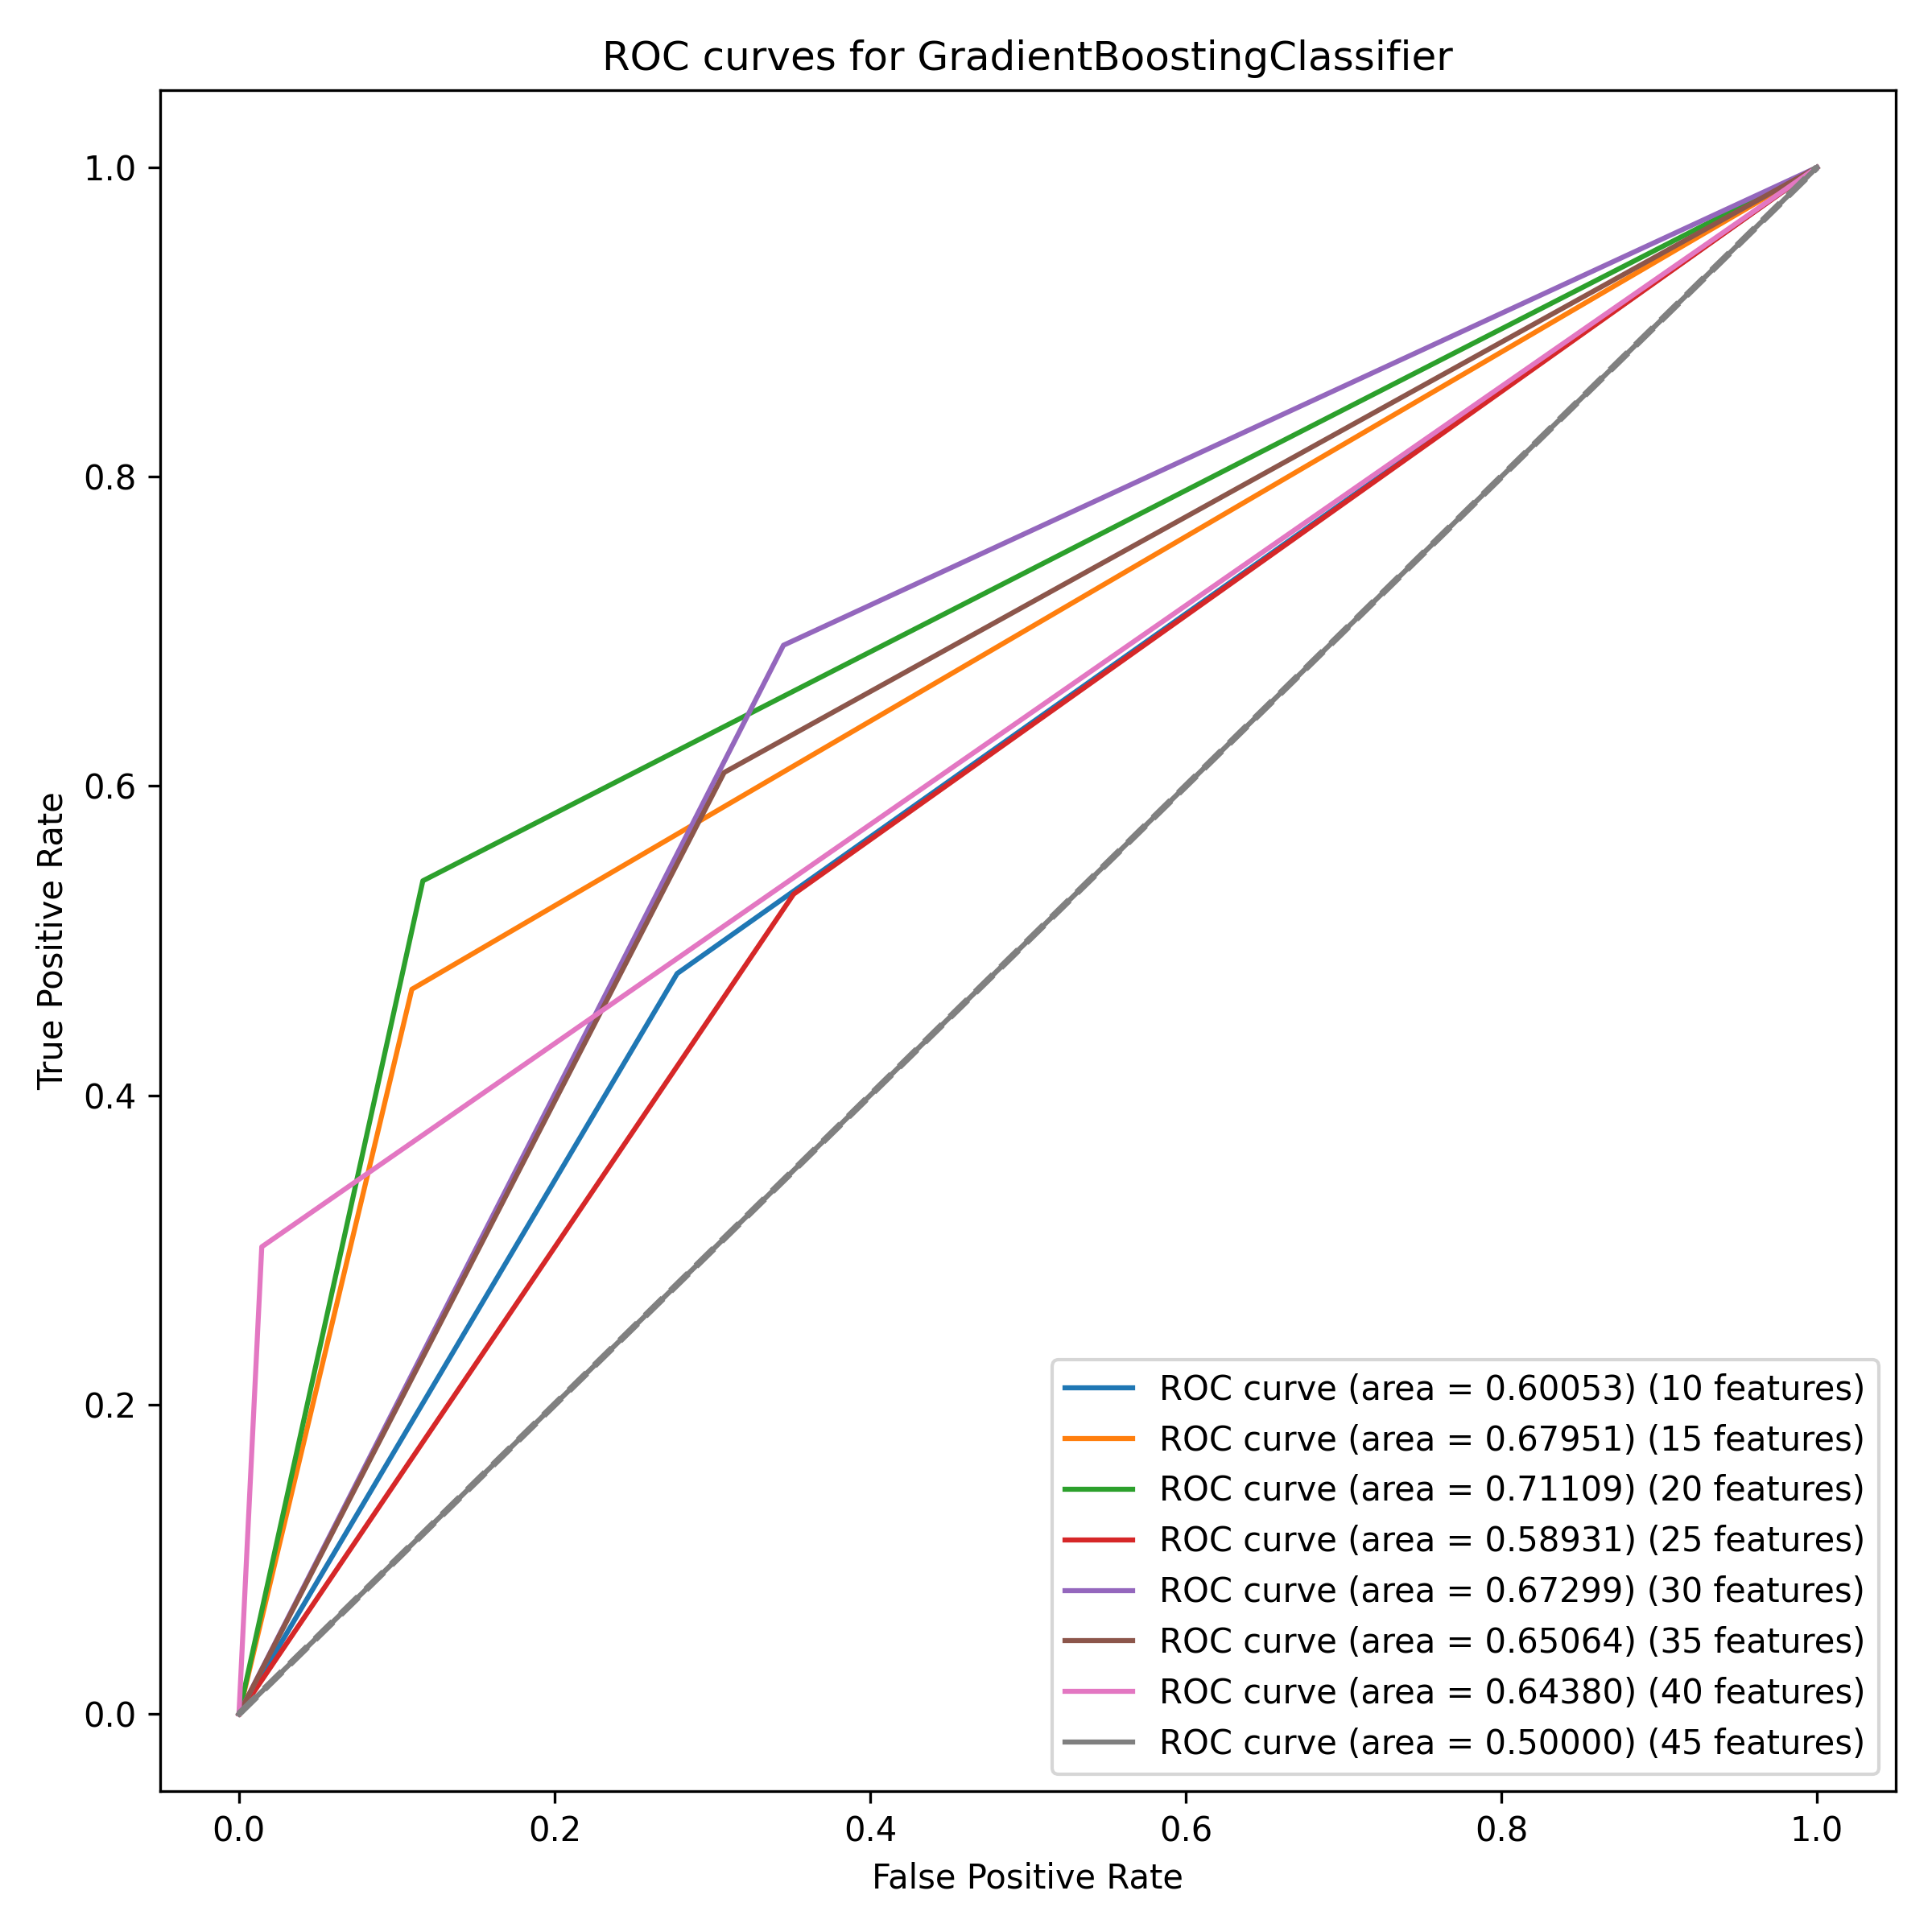 ROC curves for GradientBoostingClassifier
True Positive Rate
1.0
0.8
0.6
0.4
0.2
0.0
ROC curve (area = 0.60053) (10 features)
ROC curve (area = 0.67951) (15 features)
ROC curve (area = 0.71109) (20 features)
ROC curve (area = 0.58931) (25 features)
ROC curve (area = 0.67299) (30 features)
ROC curve (area = 0.65064) (35 features)
ROC curve (area = 0.64380) (40 features)
ROC curve (area = 0.50000) (45 features)
0.0 0.2 0.4 0.6 0.8 1.0
False Positive Rate